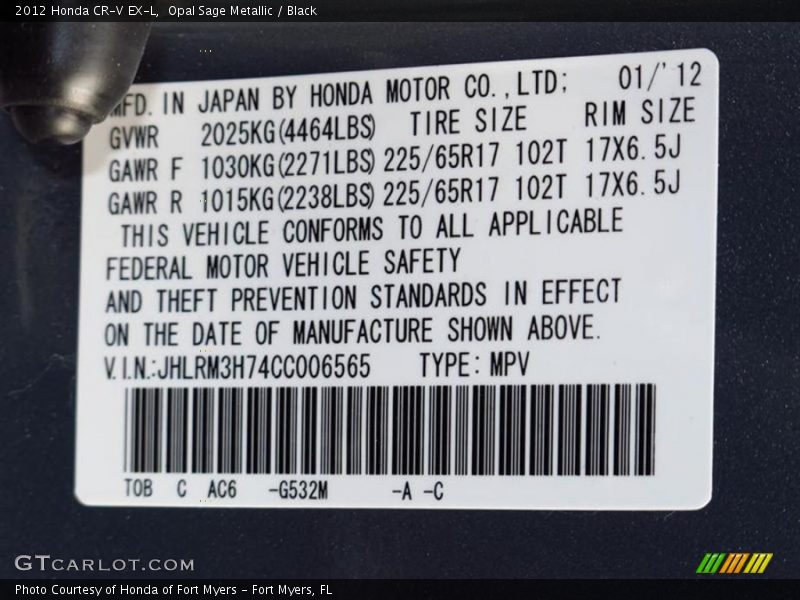 2012 Honda CR-V EX-L, Opal Sage Metallic / Black
MFD. IN JAPAN BY HONDA MOTOR CO.,LTD; 01/'12
GVWR 2025KG(4464LBS) TIRE SIZE RIM SIZE
GAWR F 1030KG(2271LBS) 225/65R17 102T 17X6.5J
GAWR R 1015KG(2238LBS) 225/65R17 102T 17X6.5J
THIS VEHICLE CONFORMS TO ALL APPLICABLE
FEDERAL MOTOR VEHICLE SAFETY
AND THEFT PREVENTION STANDARDS IN EFFECT
ON THE DATE OF MANUFACTURE SHOWN ABOVE.
V.I.N.:JHLRM3H74CC006565 TYPE: MPV
TOB C AC6 -G532M -A -C
GTCARLOT.COM
Photo Courtesy of Honda of Fort Myers - Fort Myers, FL